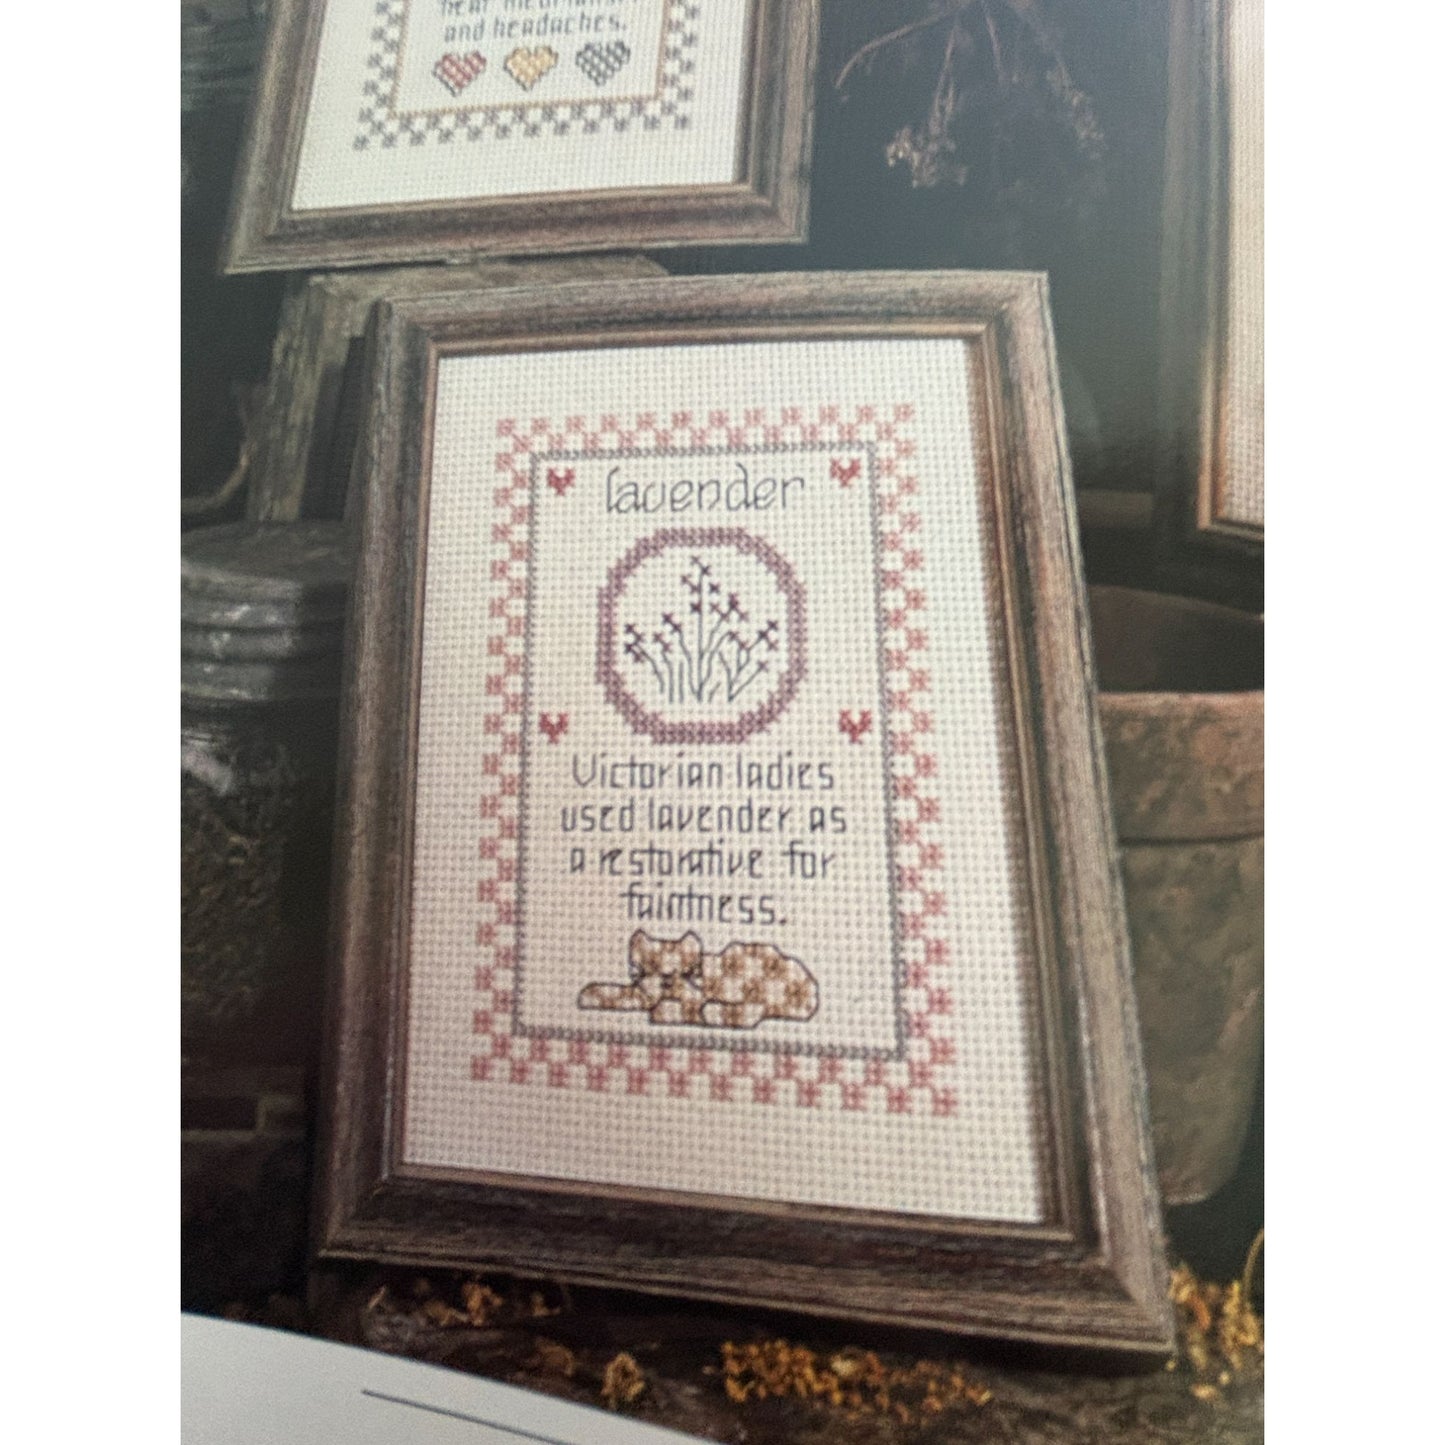 and headaches.
lavender
Victorian ladies
used lavender as
a restorative for
faintness.